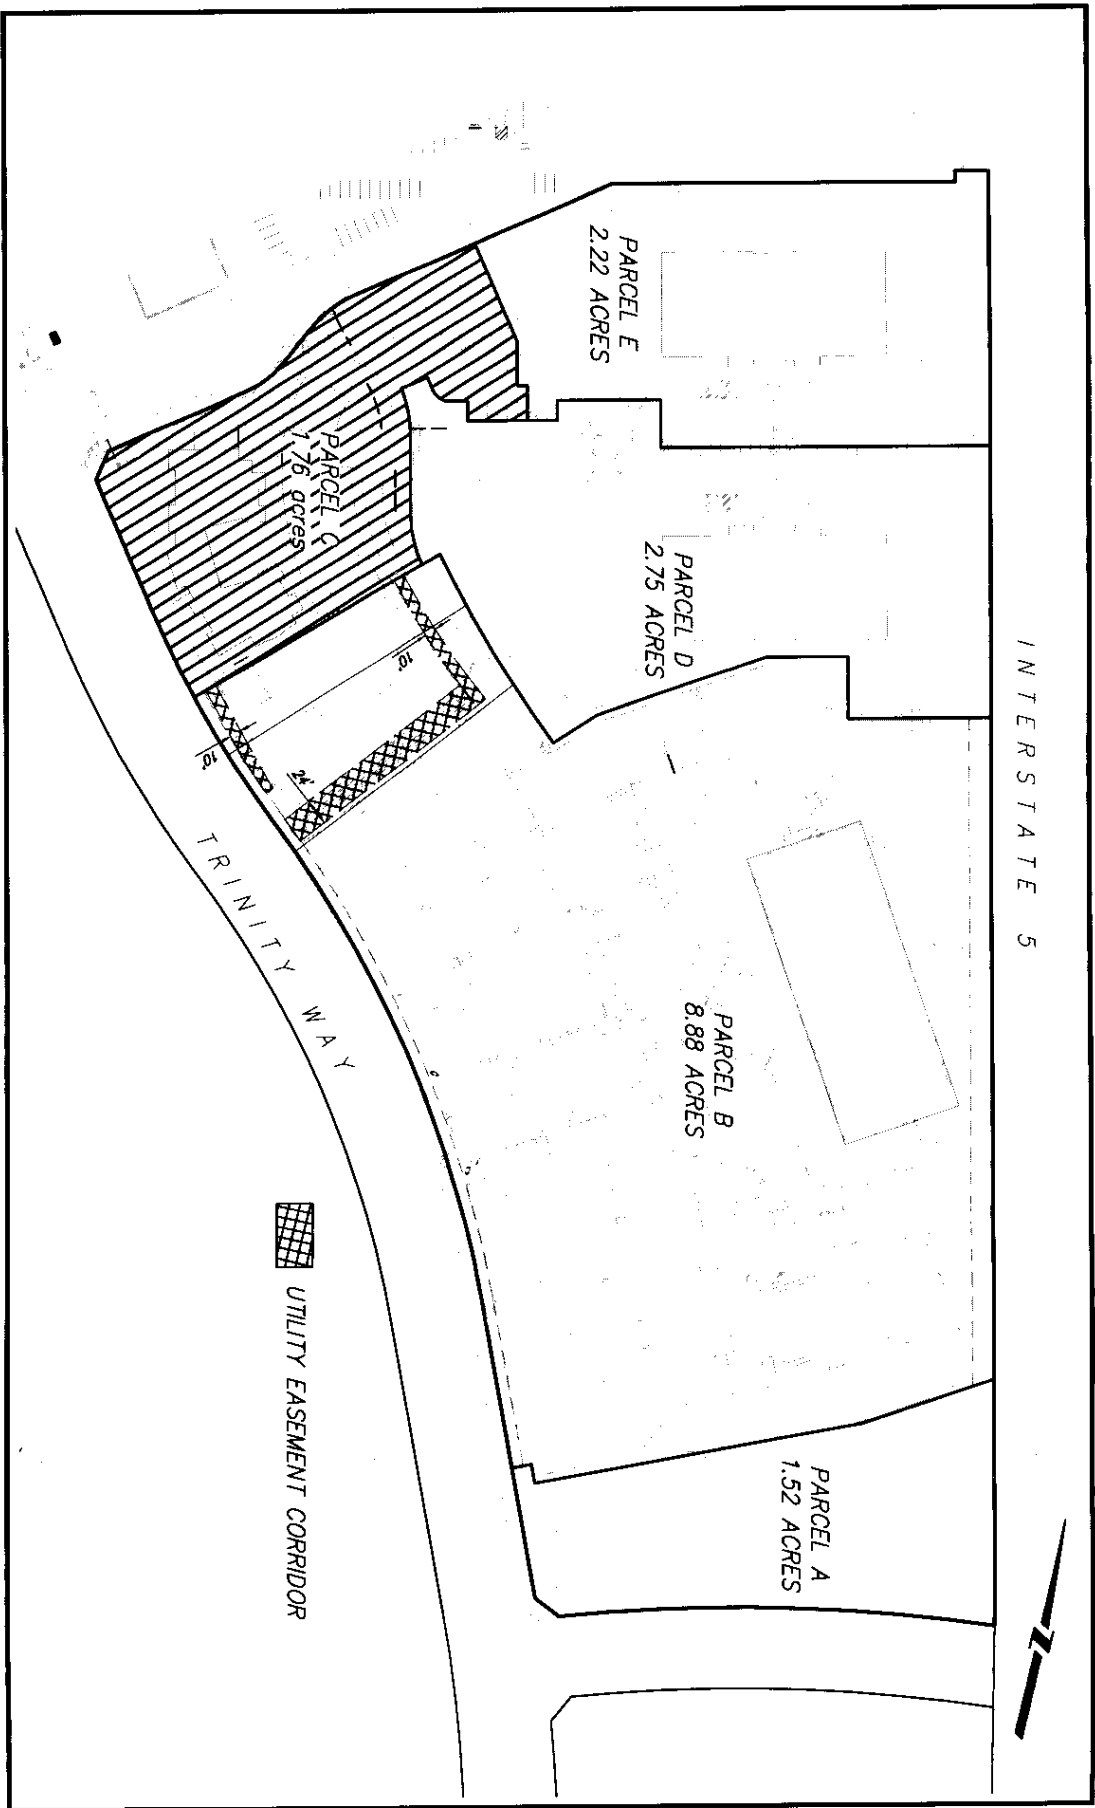 INTERSTATE 5
PARCEL E
2.22 ACRES
PARCEL D
2.75 ACRES
PARCEL C
1.76 acres
PARCEL B
8.88 ACRES
PARCEL A
1.52 ACRES
10'
10'
24'
TRINITY WAY
UTILITY EASEMENT CORRIDOR
N